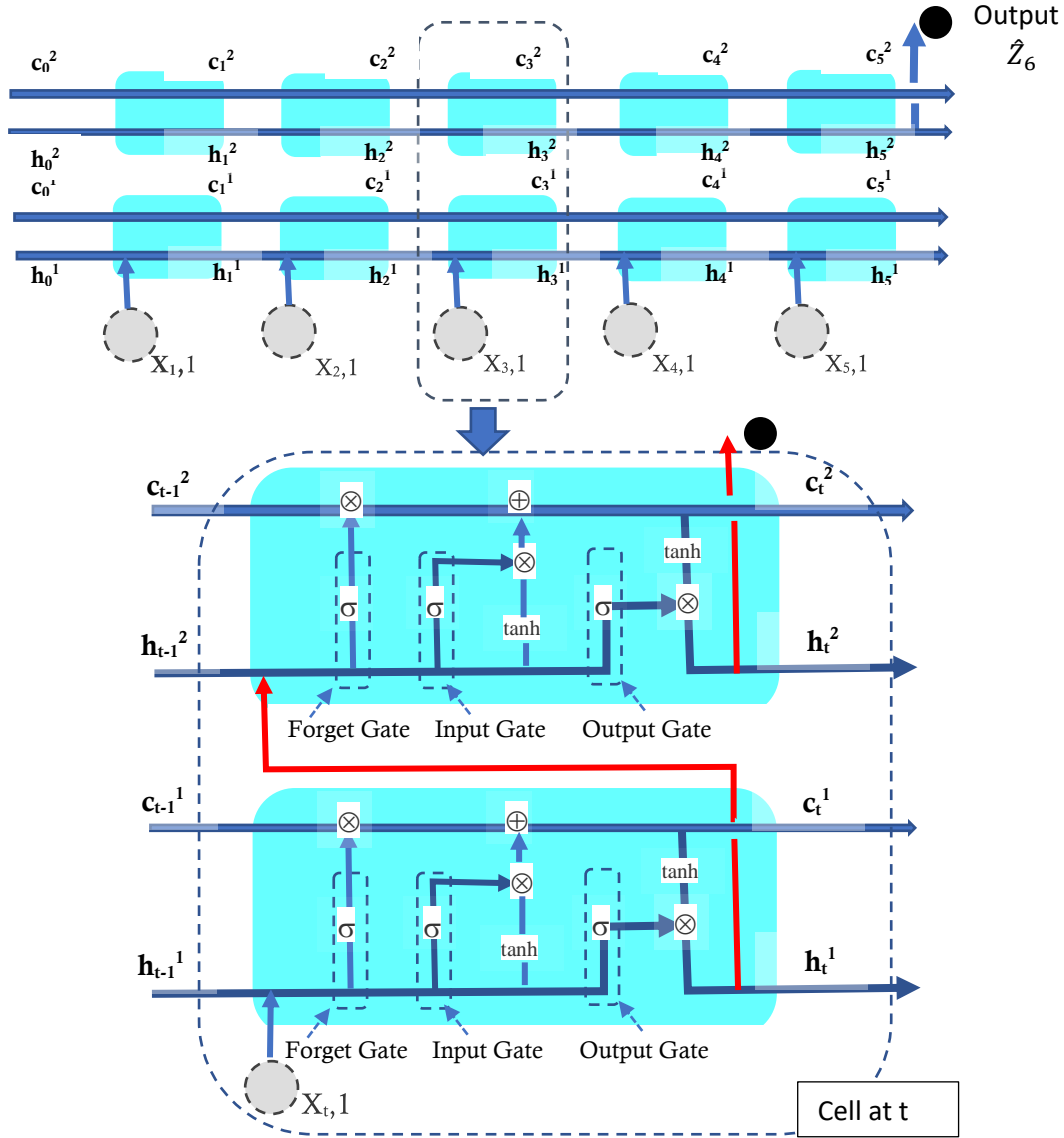 Output
Ẑ₆
c₀² c₁² c₂² c₃² c₄² c₅²
h₀² h₁² h₂² h₃² h₄² h₅²
c₀¹ c₁¹ c₂¹ c₃¹ c₄¹ c₅¹
h₀¹ h₁¹ h₂¹ h₃¹ h₄¹ h₅¹
X₁,1 X₂,1 X₃,1 X₄,1 X₅,1
cₜ₋₁² ⊗ ⊕ cₜ²
tanh
⊗
σ σ σ ⊗
tanh
hₜ₋₁² hₜ²
Forget Gate Input Gate Output Gate
cₜ₋₁¹ ⊗ ⊕ cₜ¹
tanh
⊗
σ σ σ ⊗
tanh
hₜ₋₁¹ hₜ¹
Forget Gate Input Gate Output Gate
Xₜ,1
Cell at t